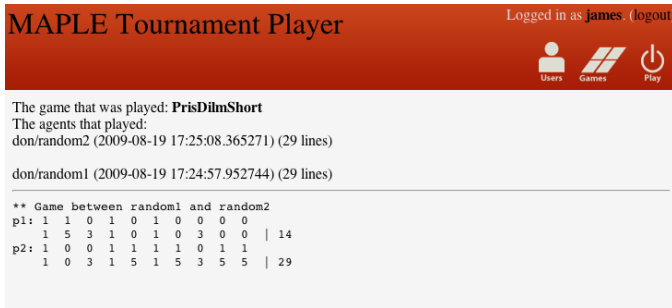 MAPLE Tournament Player
Logged in as james. (logout
Users Games Play
The game that was played: PrisDilmShort
The agents that played:
don/random2 (2009-08-19 17:25:08.365271) (29 lines)
don/random1 (2009-08-19 17:24:57.952744) (29 lines)
** Game between random1 and random2
p1: 1 1 0 1 0 1 0 0 0 0
1 5 3 1 0 1 0 3 0 0 | 14
p2: 1 0 0 1 1 1 1 0 1 1
1 0 3 1 5 1 5 3 5 5 | 29